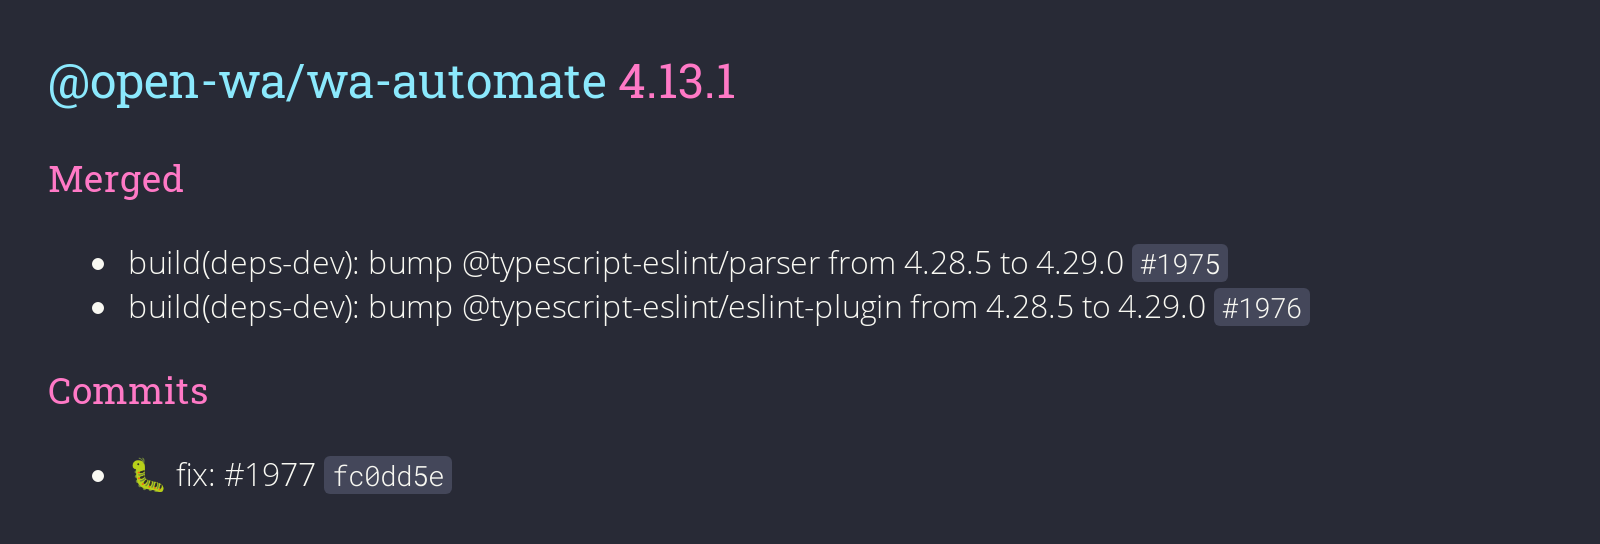 @open-wa/wa-automate 4.13.1
Merged
build(deps-dev): bump @typescript-eslint/parser from 4.28.5 to 4.29.0 #1975
build(deps-dev): bump @typescript-eslint/eslint-plugin from 4.28.5 to 4.29.0 #1976
Commits
🐛 fix: #1977 fc0dd5e